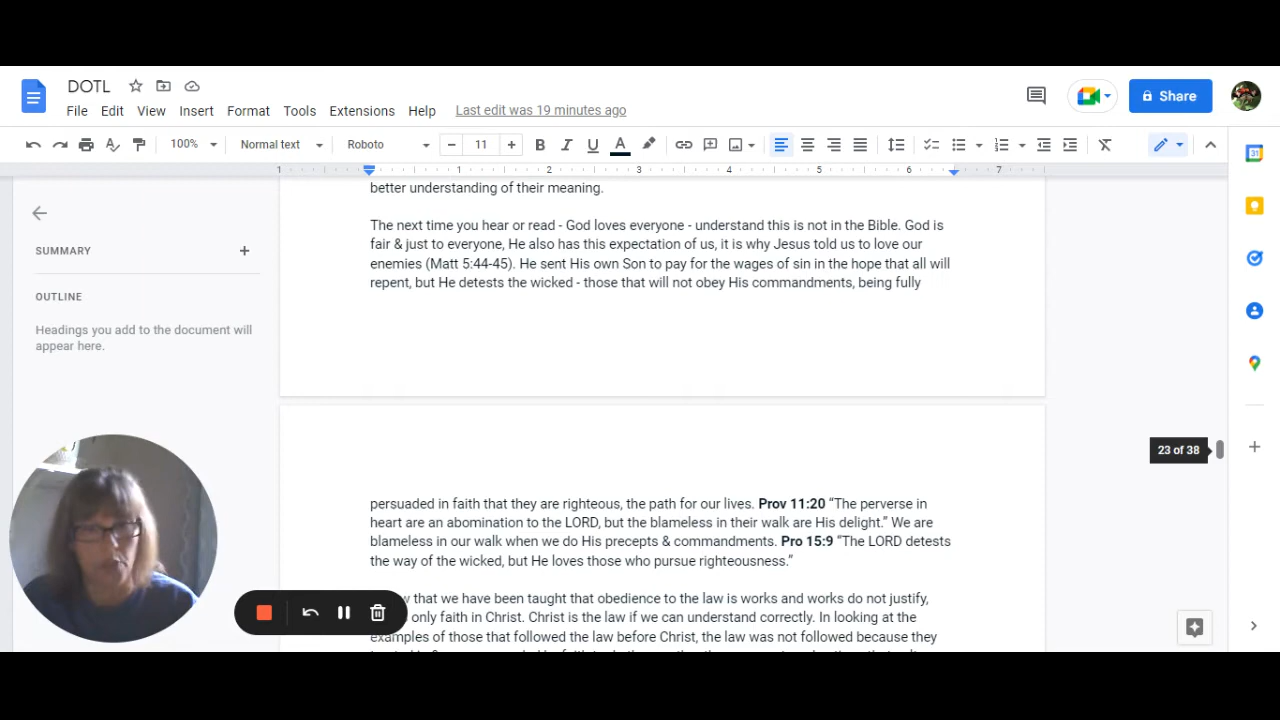 DOTL
File Edit View Insert Format Tools Extensions Help Last edit was 19 minutes ago
Share
100% Normal text Roboto 11 B I U A
1 1 2 3 4 5 6 7
31
SUMMARY
OUTLINE
Headings you add to the document will
appear here.
better understanding of their meaning.
The next time you hear or read - God loves everyone - understand this is not in the Bible. God is
fair & just to everyone, He also has this expectation of us, it is why Jesus told us to love our
enemies (Matt 5:44-45). He sent His own Son to pay for the wages of sin in the hope that all will
repent, but He detests the wicked - those that will not obey His commandments, being fully
23 of 38
persuaded in faith that they are righteous, the path for our lives. Prov 11:20 “The perverse in
heart are an abomination to the LORD, but the blameless in their walk are His delight.” We are
blameless in our walk when we do His precepts & commandments. Pro 15:9 “The LORD detests
the way of the wicked, but He loves those who pursue righteousness.”
that we have been taught that obedience to the law is works and works do not justify,
only faith in Christ. Christ is the law if we can understand correctly. In looking at the
examples of those that followed the law before Christ, the law was not followed because they